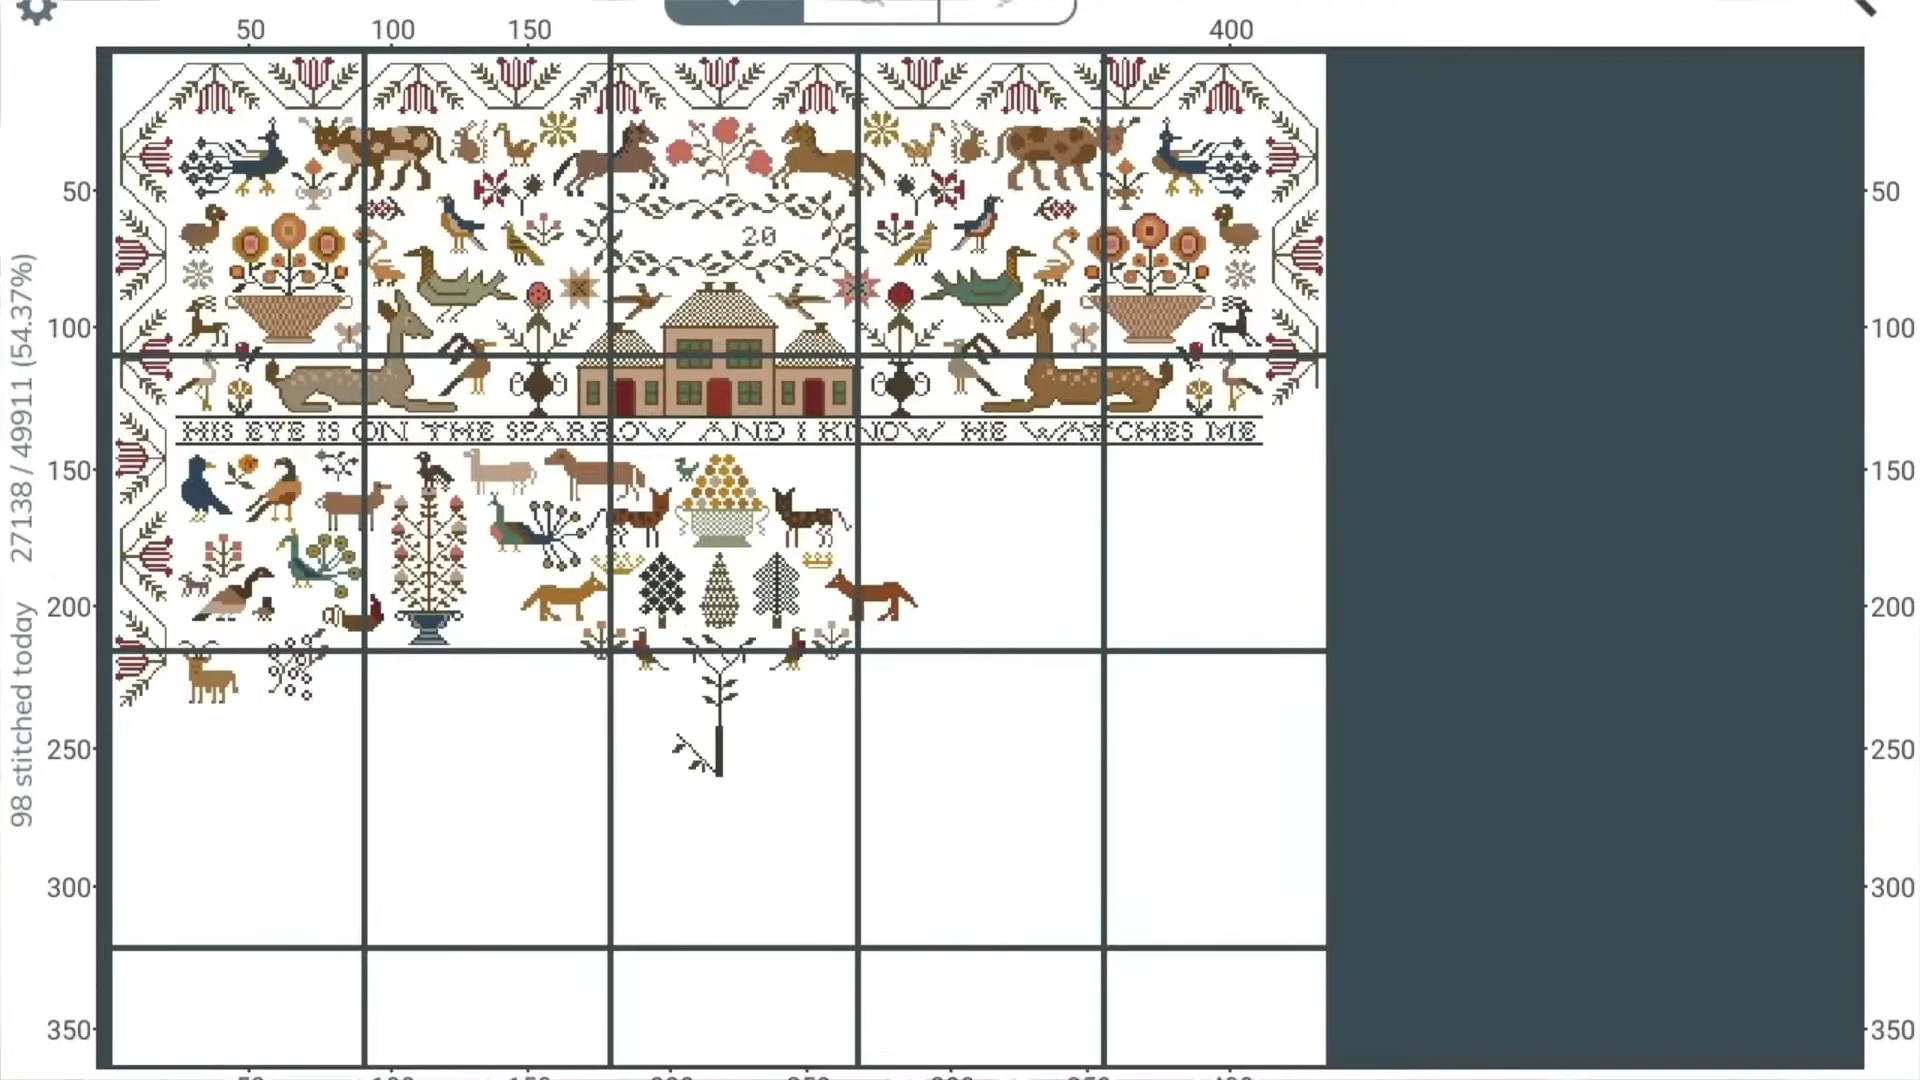 50 100 150 400
50 50
20
100 100
HIS EYE IS ON THE SPARROW AND I KNOW HE WATCHES ME
150 150
200 200
250 250
300 300
350 350
98 stitched today 27138 / 49911 (54.37%)